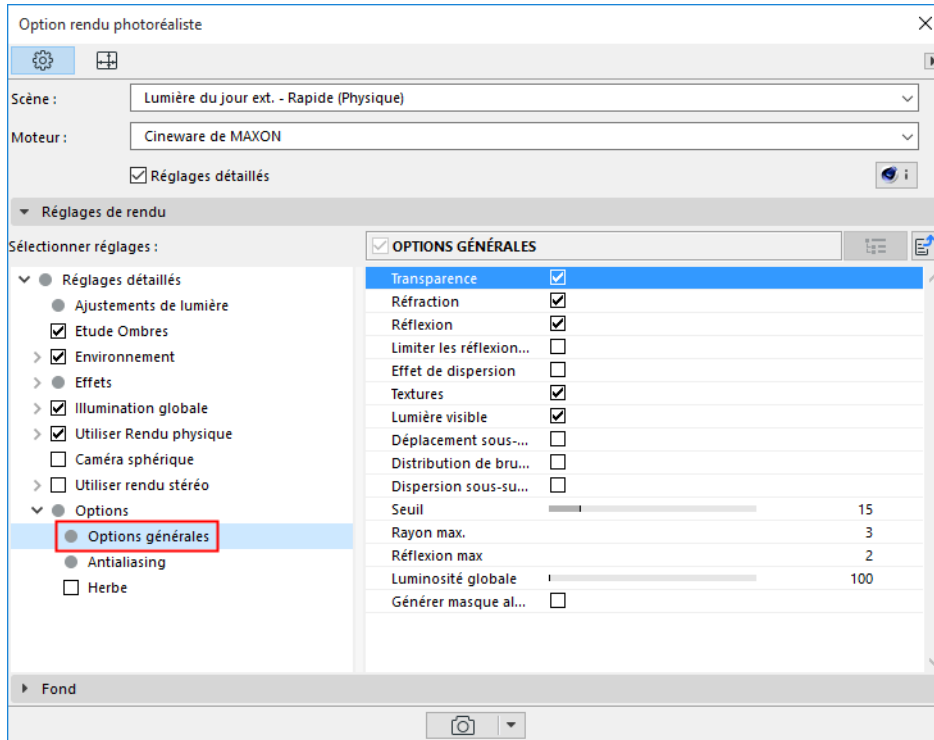 Option rendu photoréaliste
Scène : Lumière du jour ext. - Rapide (Physique)
Moteur : Cineware de MAXON
Réglages détaillés
i
Réglages de rendu
Sélectionner réglages :
Réglages détaillés
Ajustements de lumière
Etude Ombres
Environnement
Effets
Illumination globale
Utiliser Rendu physique
Caméra sphérique
Utiliser rendu stéréo
Options
Options générales
Antialiasing
Herbe
OPTIONS GÉNÉRALES
Transparence
Réfraction
Réflexion
Limiter les réflexion...
Effet de dispersion
Textures
Lumière visible
Déplacement sous-...
Distribution de bru...
Dispersion sous-su...
Seuil 15
Rayon max. 3
Réflexion max 2
Luminosité globale 100
Générer masque al...
Fond